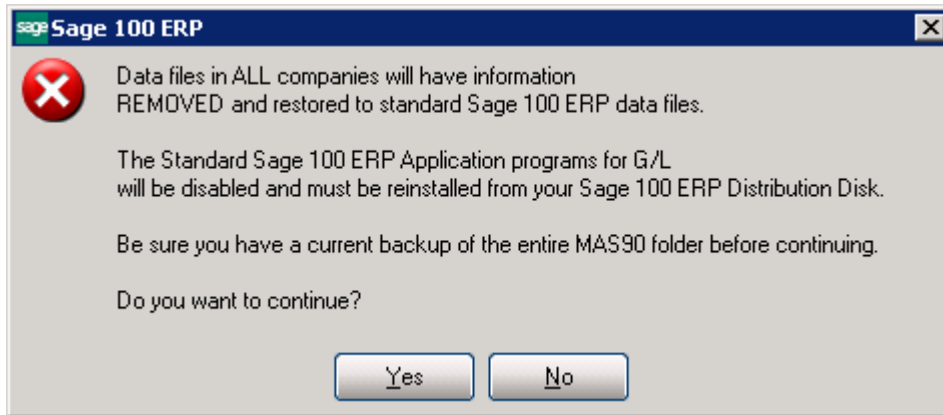 sage Sage 100 ERP
Data files in ALL companies will have information
REMOVED and restored to standard Sage 100 ERP data files.
The Standard Sage 100 ERP Application programs for G/L
will be disabled and must be reinstalled from your Sage 100 ERP Distribution Disk.
Be sure you have a current backup of the entire MAS90 folder before continuing.
Do you want to continue?
Yes No